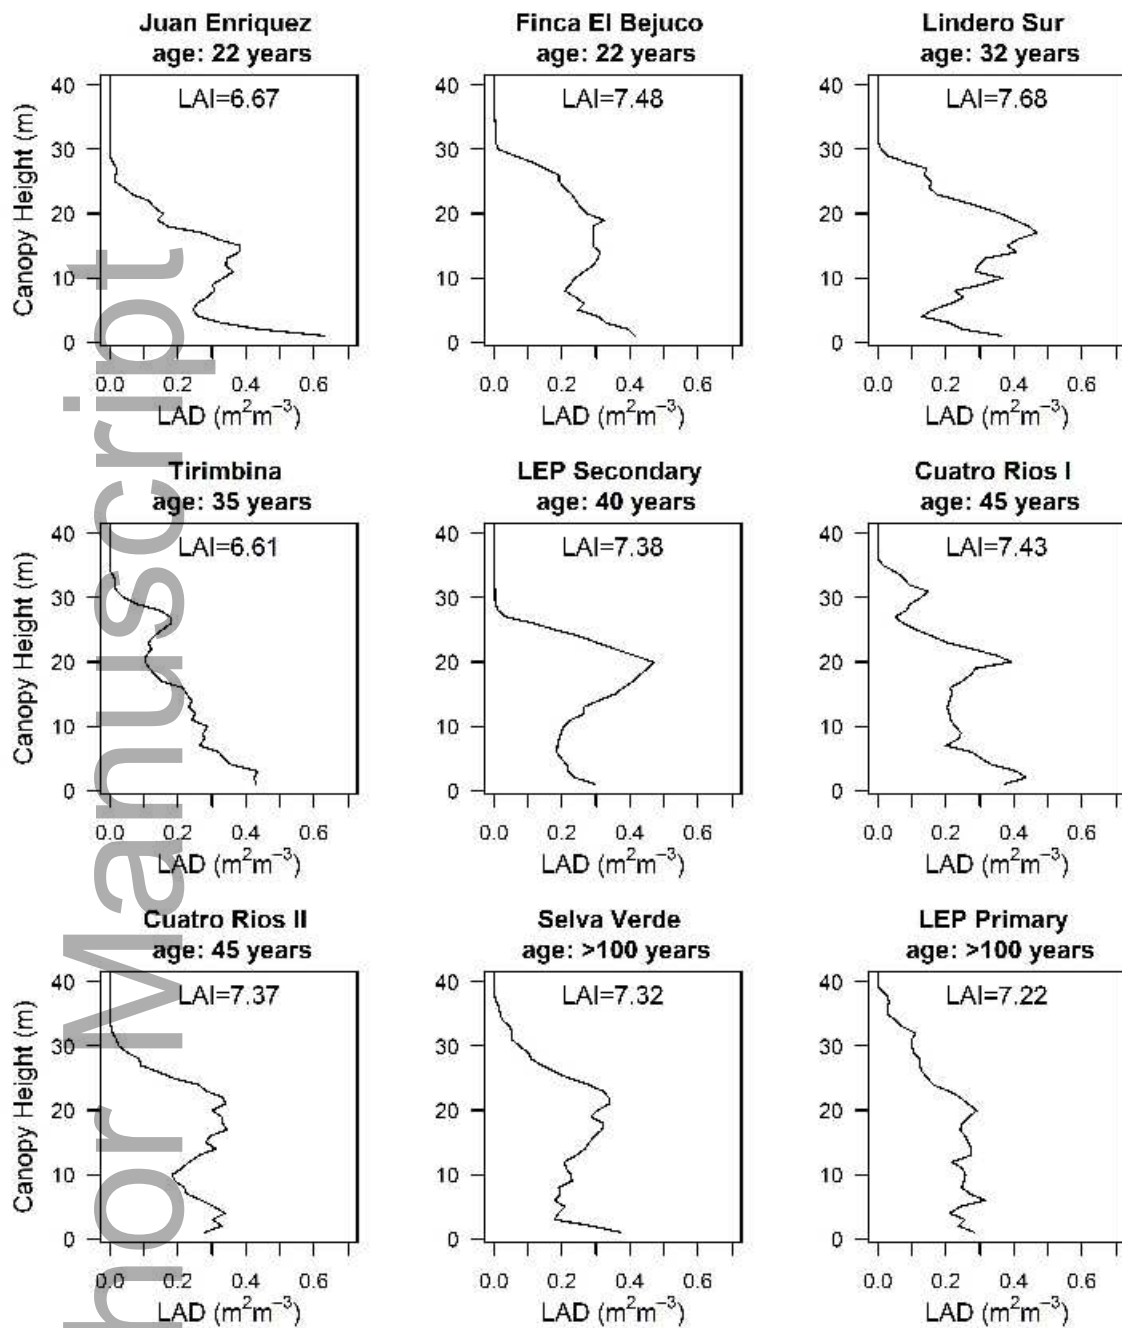 Juan Enriquez
age: 22 years
Finca El Bejuco
age: 22 years
Lindero Sur
age: 32 years
LAI=6.67
LAI=7.48
LAI=7.68
Canopy Height (m)
40
30
20
10
0
40
30
20
10
0
40
30
20
10
0
0.0 0.2 0.4 0.6
0.0 0.2 0.4 0.6
0.0 0.2 0.4 0.6
LAD (m²m⁻³)
LAD (m²m⁻³)
LAD (m²m⁻³)
Tirimbina
age: 35 years
LEP Secondary
age: 40 years
Cuatro Rios I
age: 45 years
LAI=6.61
LAI=7.38
LAI=7.43
Canopy Height (m)
40
30
20
10
0
40
30
20
10
0
40
30
20
10
0
0.0 0.2 0.4 0.6
0.0 0.2 0.4 0.6
0.0 0.2 0.4 0.6
LAD (m²m⁻³)
LAD (m²m⁻³)
LAD (m²m⁻³)
Cuatro Rios II
age: 45 years
Selva Verde
age: >100 years
LEP Primary
age: >100 years
LAI=7.37
LAI=7.32
LAI=7.22
Canopy Height (m)
40
30
20
10
0
40
30
20
10
0
40
30
20
10
0
0.0 0.2 0.4 0.6
0.0 0.2 0.4 0.6
0.0 0.2 0.4 0.6
LAD (m²m⁻³)
LAD (m²m⁻³)
LAD (m²m⁻³)
hor Manuscript